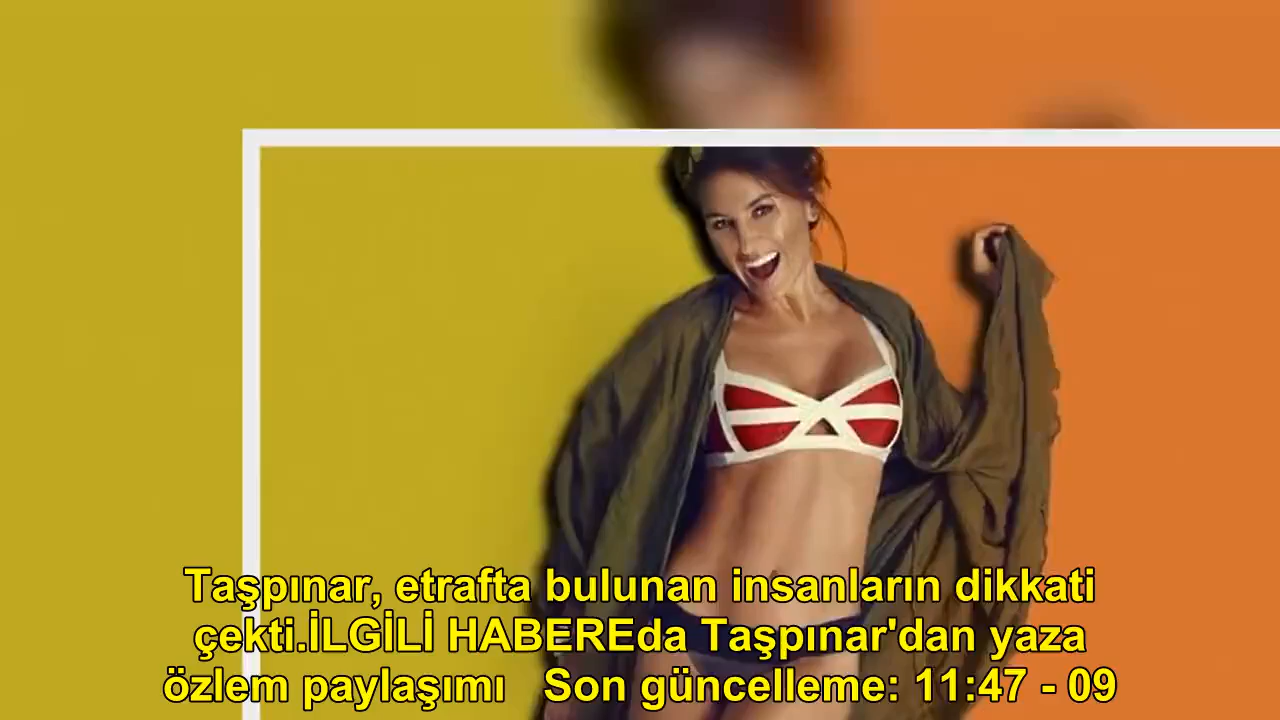 Taşpınar, etrafta bulunan insanların dikkati
çekti.İLGİLİ HABEREda Taşpınar'dan yaza
özlem paylaşımı   Son güncelleme: 11:47 - 09